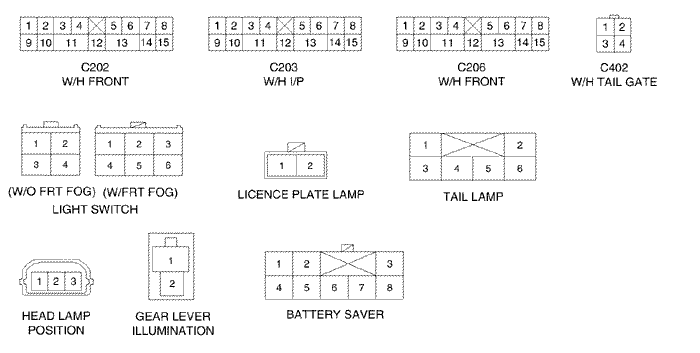 1 2 3 4 5 6 7 8
9 10 11 12 13 14 15
C202
W/H FRONT
1 2 3 4 5 6 7 8
9 10 11 12 13 14 15
C203
W/H I/P
1 2 3 4 5 6 7 8
9 10 11 12 13 14 15
C206
W/H FRONT
1 2
3 4
C402
W/H TAIL GATE
1 2
3 4
(W/O FRT FOG)
1 2 3
4 5 6
(W/FRT FOG)
LIGHT SWITCH
1 2
LICENCE PLATE LAMP
1 2
3 4 5 6
TAIL LAMP
1 2 3
HEAD LAMP
POSITION
1
2
GEAR LEVER
ILLUMINATION
1 2 3
4 5 6 7 8
BATTERY SAVER